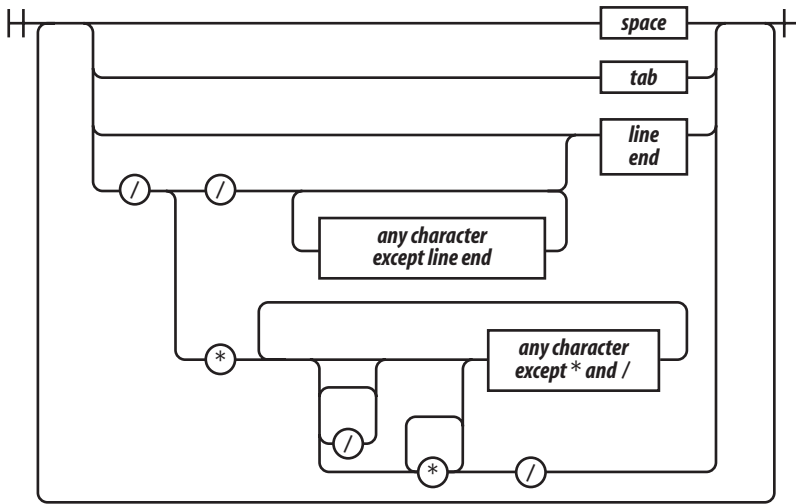 space
tab
line
end
/ /
any character
except line end
*
any character
except * and /
/
* /